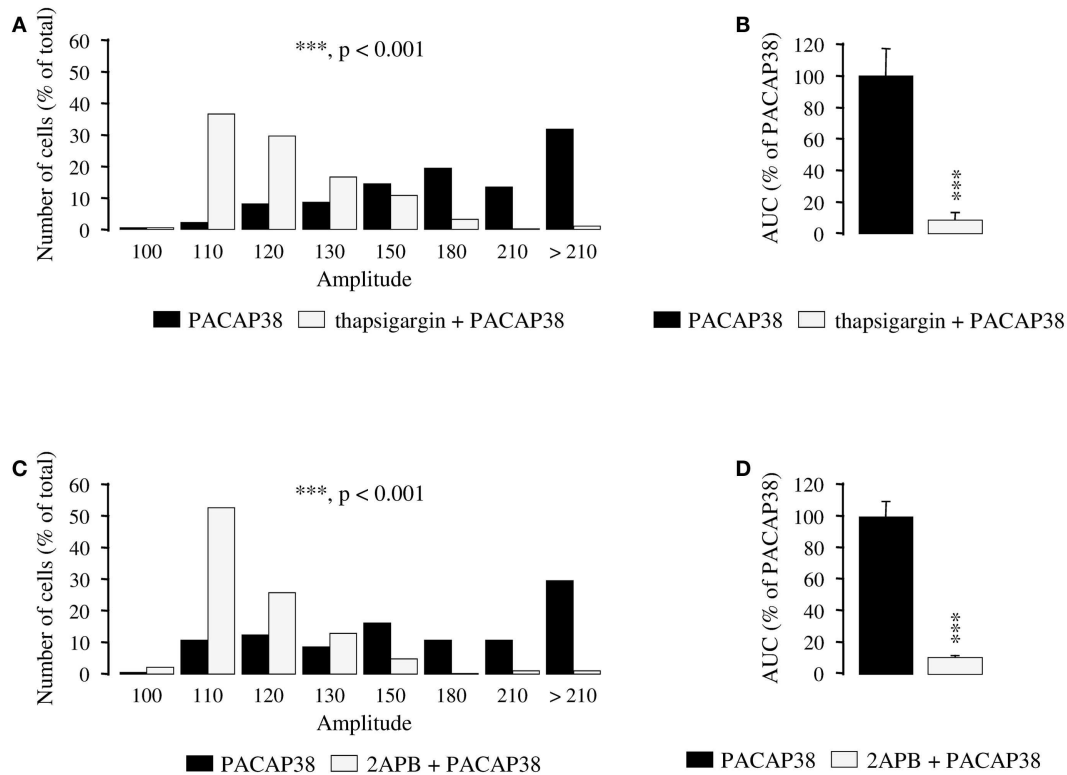 A
Number of cells (% of total)
60
50
40
30
20
10
0
***, p < 0.001
100 110 120 130 150 180 210 > 210
Amplitude
PACAP38 thapsigargin + PACAP38
B
AUC (% of PACAP38)
120
100
80
60
40
20
0
***
PACAP38 thapsigargin + PACAP38
C
Number of cells (% of total)
60
50
40
30
20
10
0
***, p < 0.001
100 110 120 130 150 180 210 > 210
Amplitude
PACAP38 2APB + PACAP38
D
AUC (% of PACAP38)
120
100
80
60
40
20
0
***
PACAP38 2APB + PACAP38